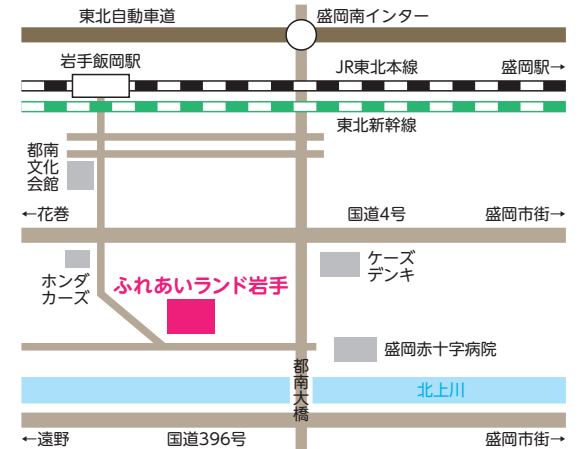 東北自動車道
盛岡南インター
岩手飯岡駅
JR東北本線
盛岡駅→
東北新幹線
都南
文化
会館
←花巻
国道4号
盛岡市街→
ホンダ
カーズ
ふれあいランド岩手
ケーズ
デンキ
盛岡赤十字病院
都南大橋
北上川
←遠野
国道396号
盛岡市街→